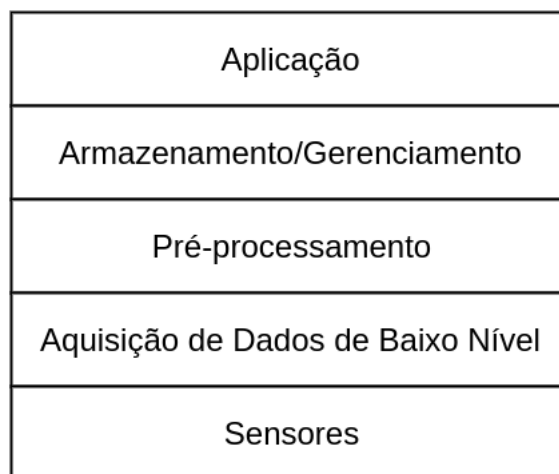 Aplicação
Armazenamento/Gerenciamento
Pré-processamento
Aquisição de Dados de Baixo Nível
Sensores